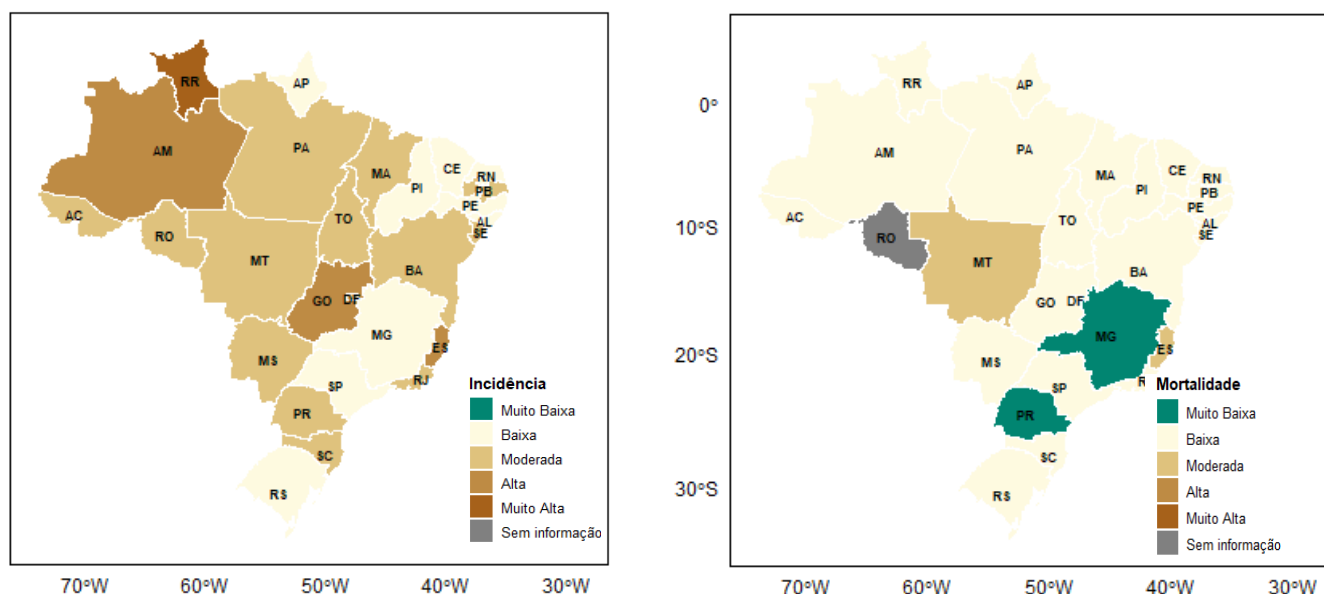 RR
AP
AM
PA
MA
CE
RN
PB
PI
PE
AL
SE
AC
RO
TO
MT
BA
GO
DF
MG
ES
MS
SP
RJ
PR
SC
RS
Incidência
Muito Baixa
Baixa
Moderada
Alta
Muito Alta
Sem informação
70°W
60°W
50°W
40°W
30°W
0°
10°S
20°S
30°S
RR
AP
AM
PA
MA
CE
RN
PB
PI
PE
AL
SE
AC
RO
TO
MT
BA
GO
DF
MG
ES
MS
SP
R
PR
SC
RS
Mortalidade
Muito Baixa
Baixa
Moderada
Alta
Muito Alta
Sem informação
70°W
60°W
50°W
40°W
30°W